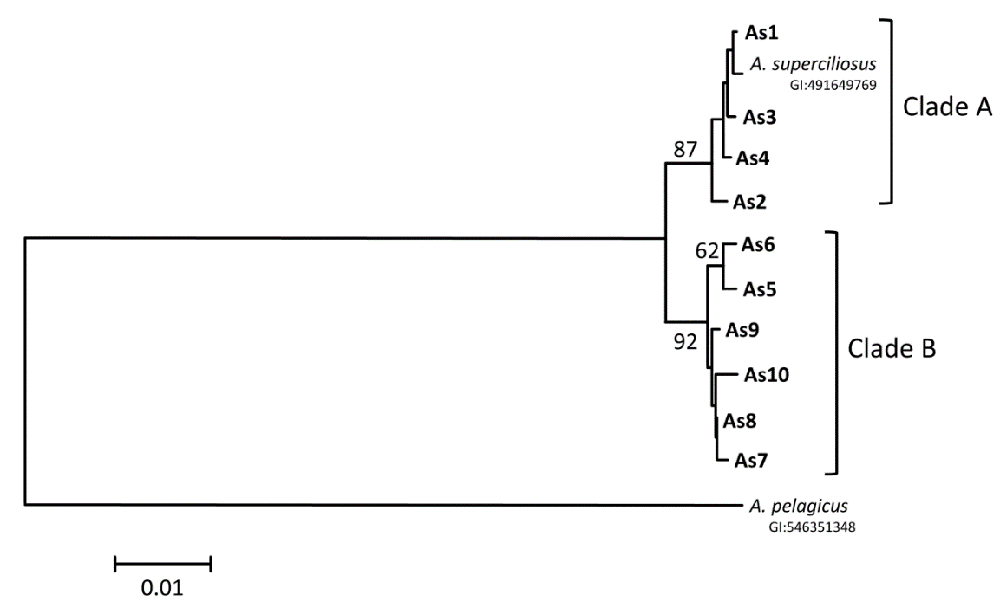 As1
A. superciliosus
GI:491649769
Clade A
As3
87
As4
As2
As6
62
As5
As9
92
Clade B
As10
As8
As7
A. pelagicus
GI:546351348
0.01